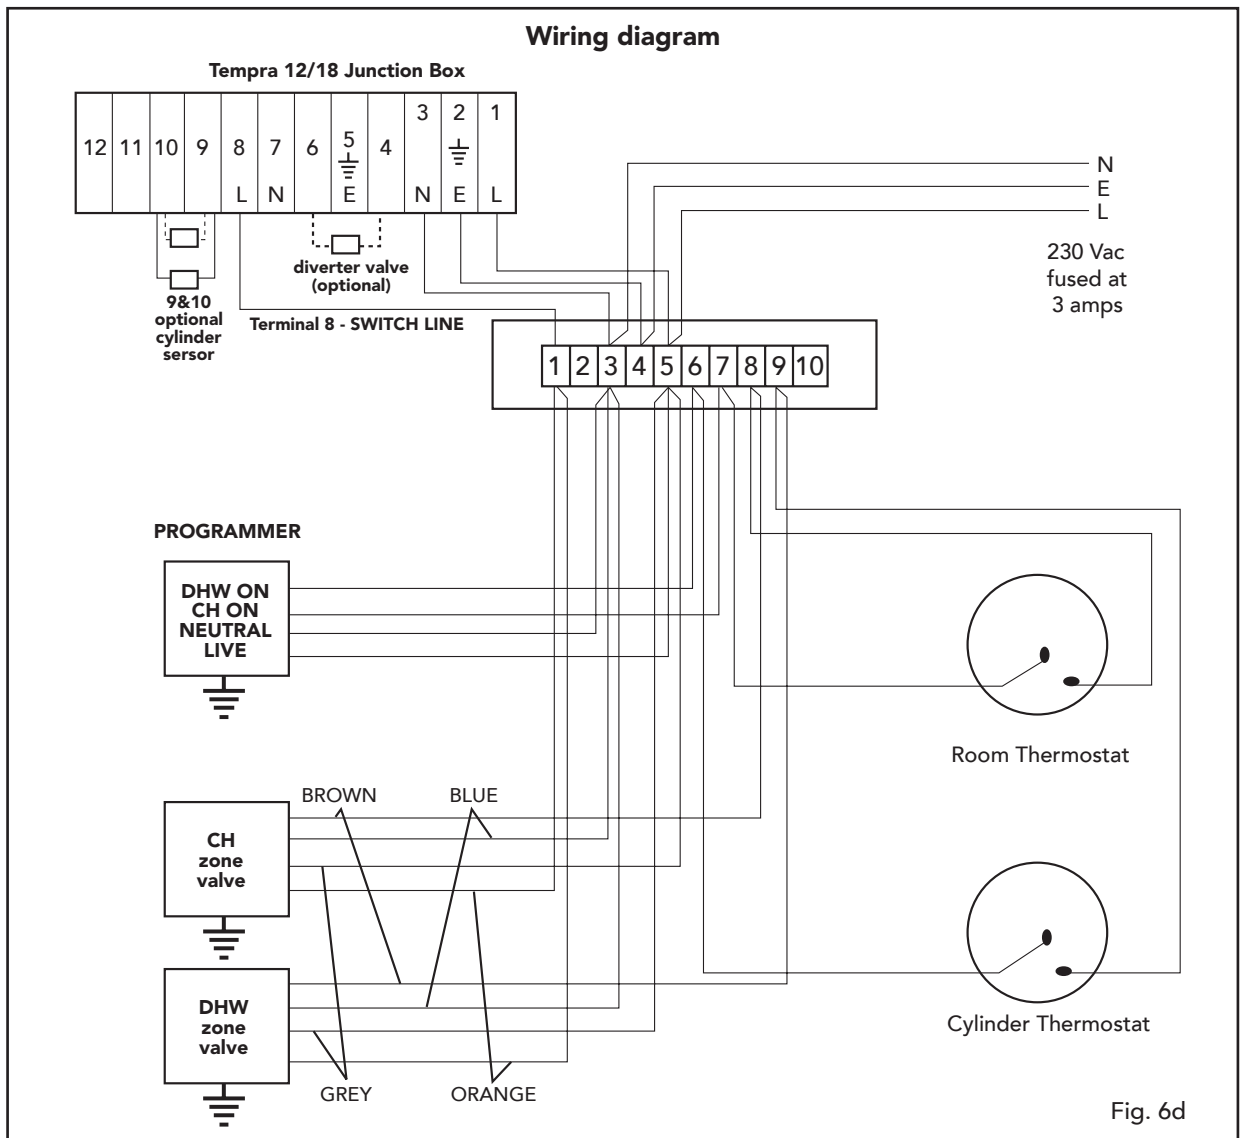 Wiring diagram
Tempra 12/18 Junction Box
12 11 10 9 8 7 6 5 4 3 2 1
L N E N E L
N
E
L
230 Vac
fused at
3 amps
diverter valve
(optional)
9&10
optional
cylinder
sersor
Terminal 8 - SWITCH LINE
1 2 3 4 5 6 7 8 9 10
PROGRAMMER
DHW ON
CH ON
NEUTRAL
LIVE
Room Thermostat
BROWN BLUE
CH
zone
valve
DHW
zone
valve
Cylinder Thermostat
GREY ORANGE
Fig. 6d